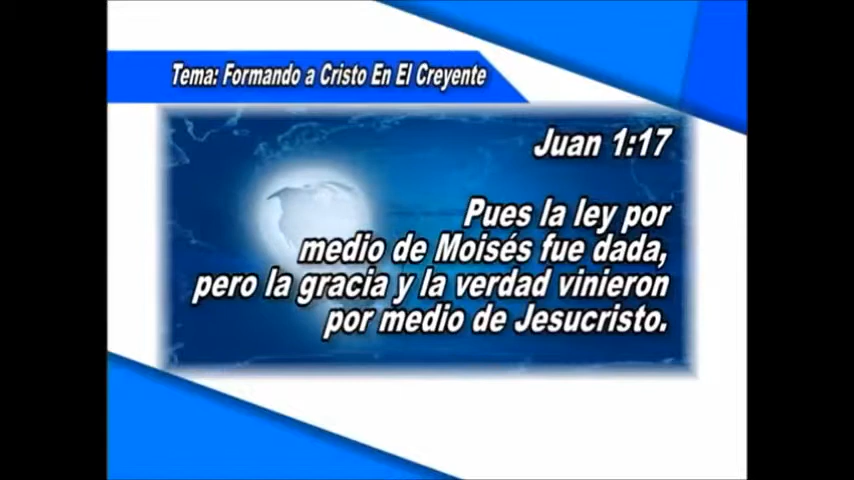 Tema: Formando a Cristo En El Creyente
Juan 1:17
Pues la ley por
medio de Moisés fue dada,
pero la gracia y la verdad vinieron
por medio de Jesucristo.